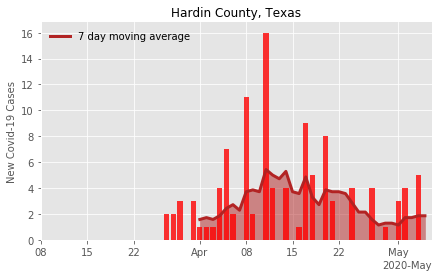 Hardin County, Texas
7 day moving average
New Covid-19 Cases
16
14
12
10
8
6
4
2
0
08 15 22 Apr 08 15 22 May
2020-May